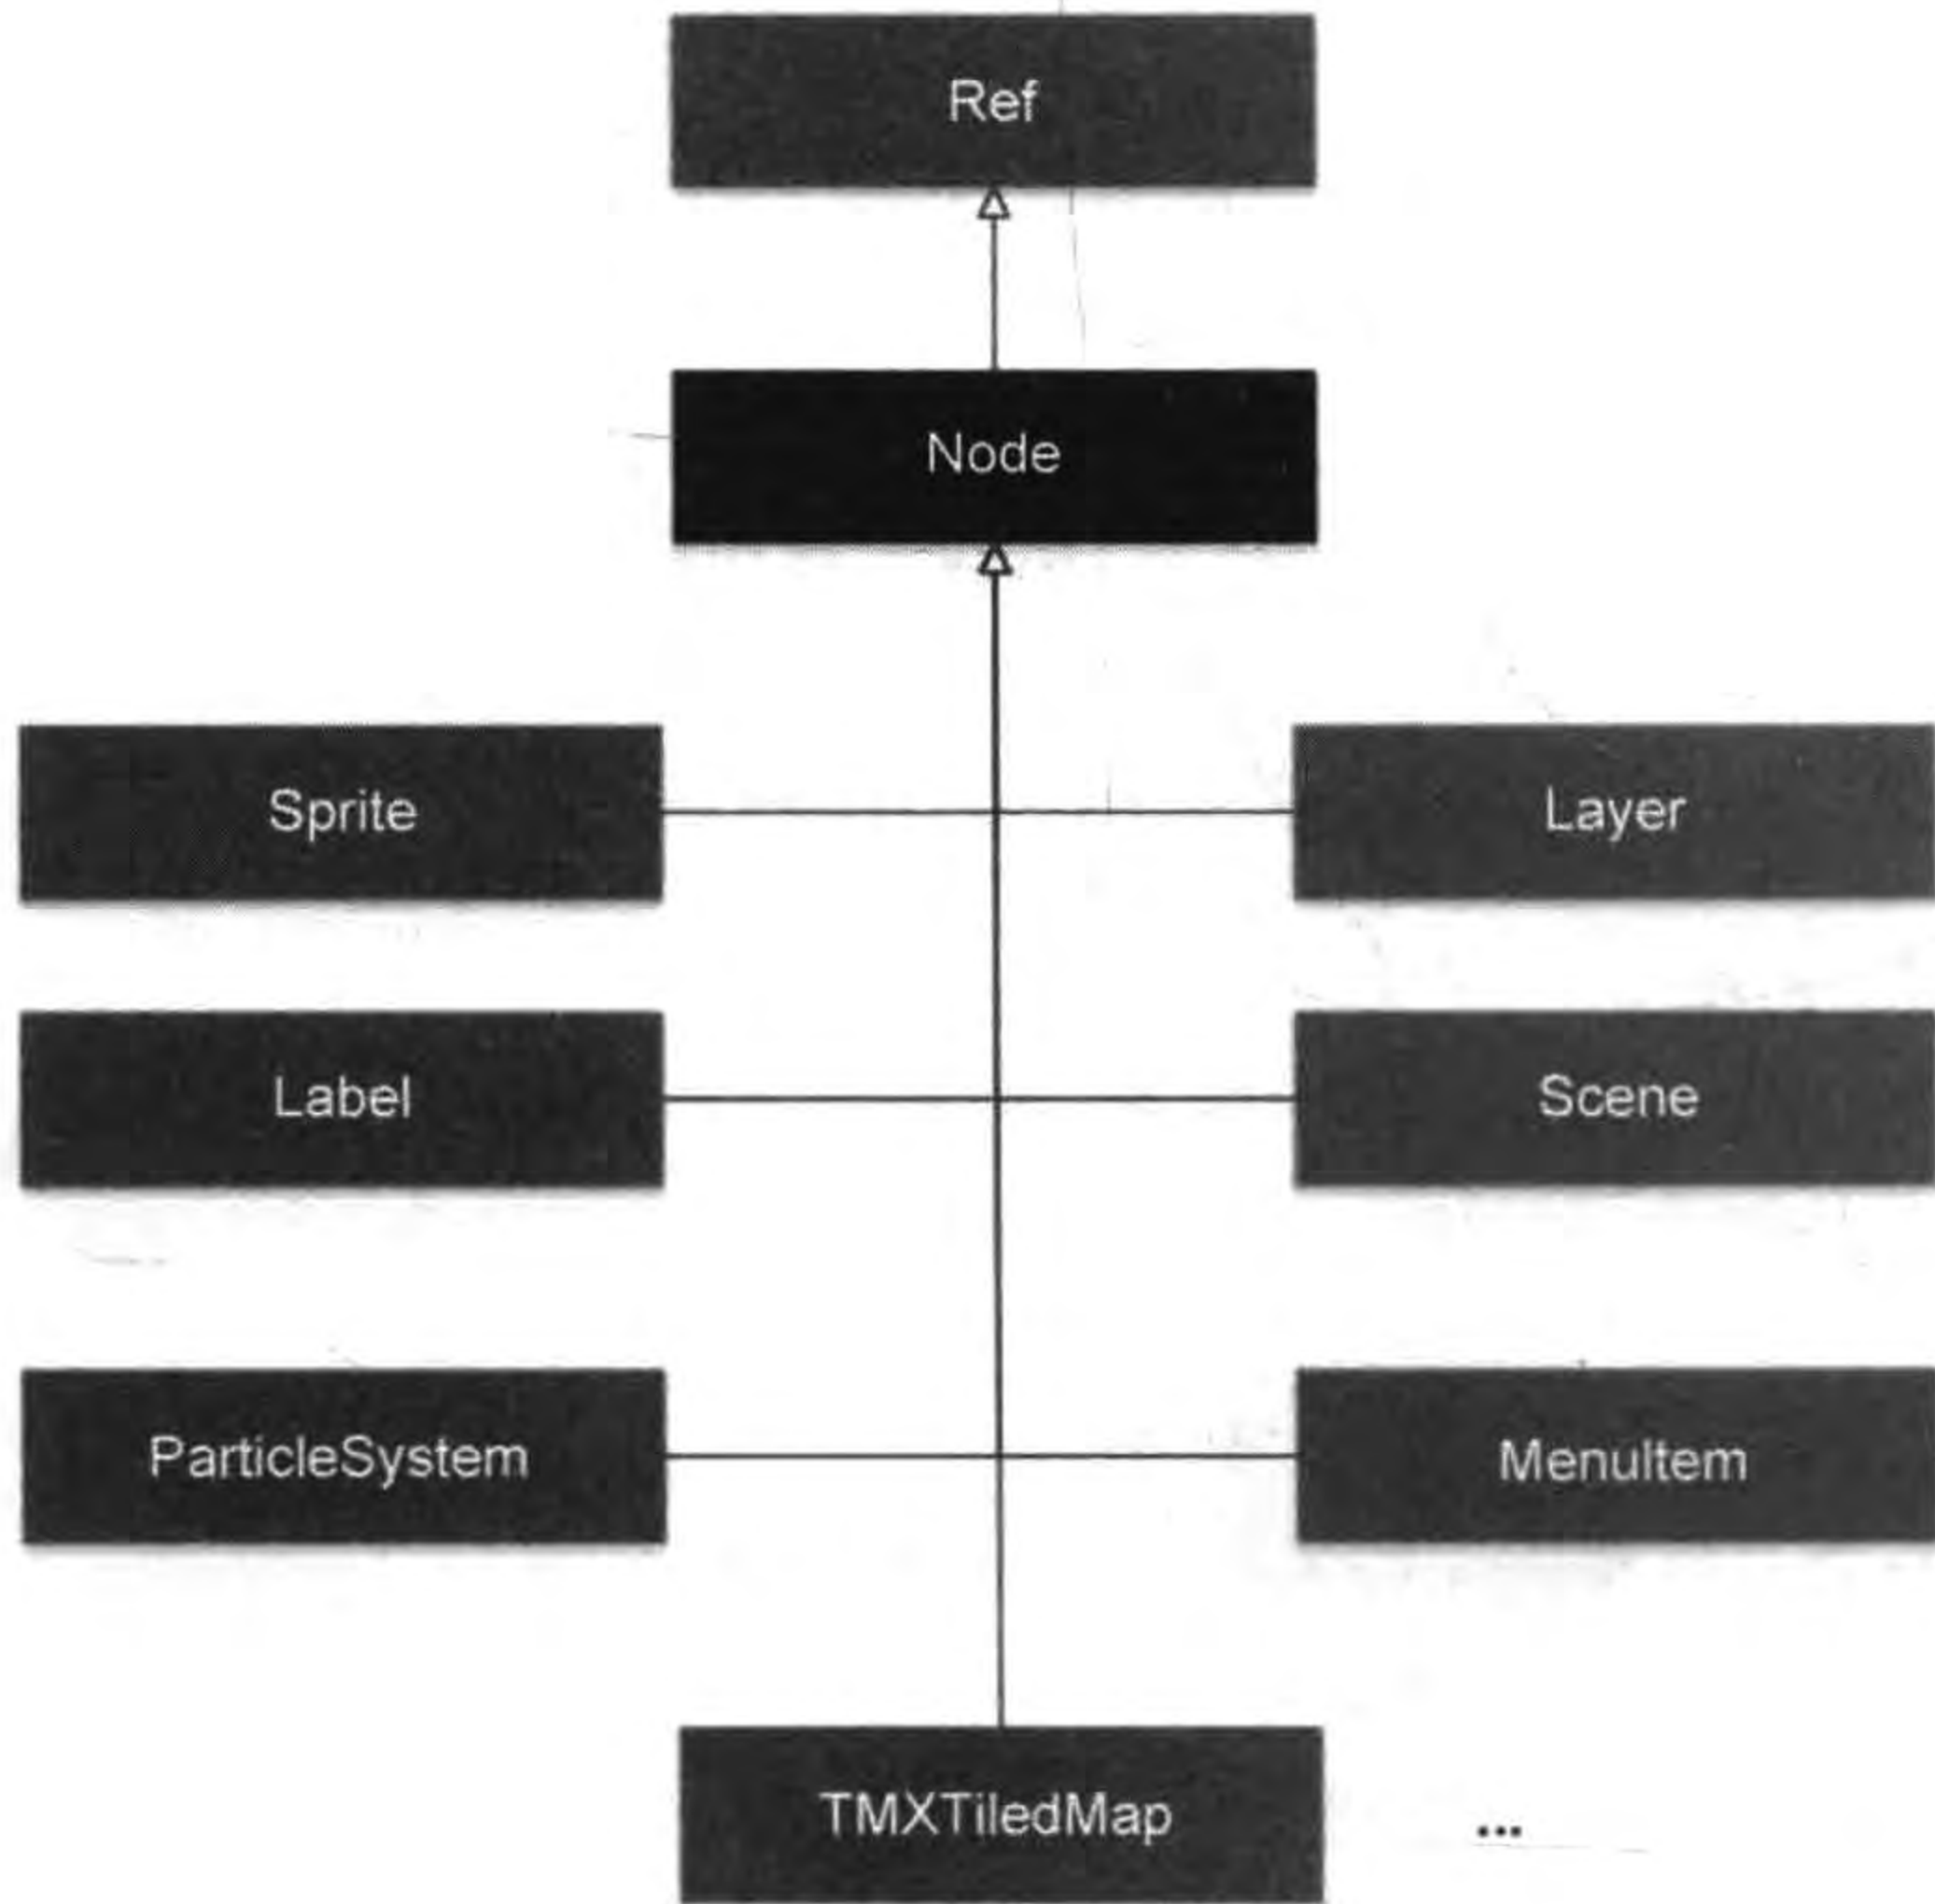 Ref
Node
Sprite
Layer
Label
Scene
ParticleSystem
MenuItem
TMXTiledMap
...